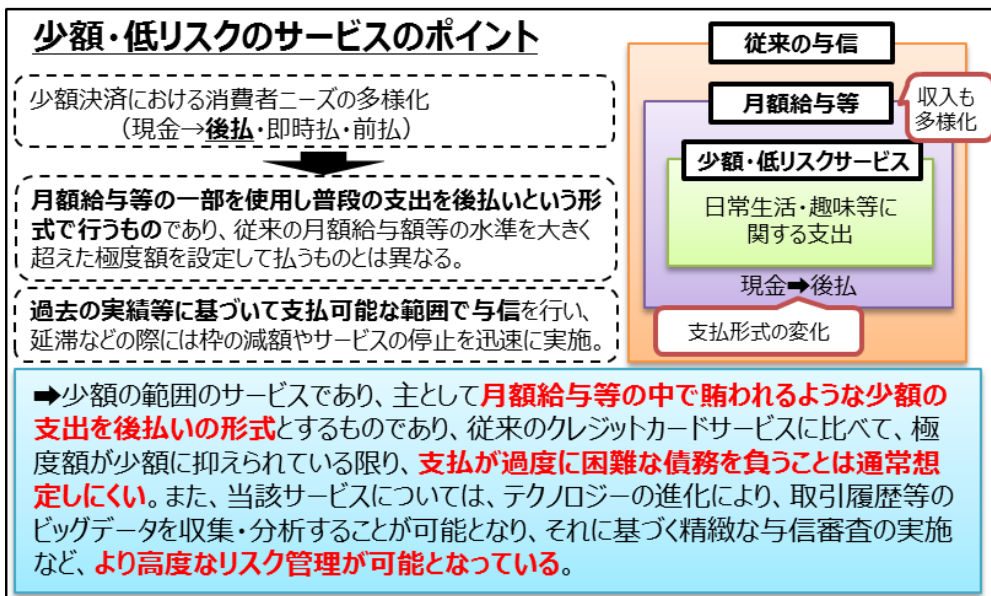 少額・低リスクのサービスのポイント
少額決済における消費者ニーズの多様化
（現金→後払・即時払・前払）
月額給与等の一部を使用し普段の支出を後払いという形
式で行うものであり、従来の月額給与額等の水準を大きく
超えた極度額を設定して払うものとは異なる。
過去の実績等に基づいて支払可能な範囲で与信を行い、
延滞などの際には枠の減額やサービスの停止を迅速に実施。
従来の与信
月額給与等
収入も
多様化
少額・低リスクサービス
日常生活・趣味等に
関する支出
現金➡後払
支払形式の変化
➡少額の範囲のサービスであり、主として月額給与等の中で賄われるような少額の
支出を後払いの形式とするものであり、従来のクレジットカードサービスに比べて、極
度額が少額に抑えられている限り、支払が過度に困難な債務を負うことは通常想
定しにくい。また、当該サービスについては、テクノロジーの進化により、取引履歴等の
ビッグデータを収集・分析することが可能となり、それに基づく精緻な与信審査の実施
など、より高度なリスク管理が可能となっている。